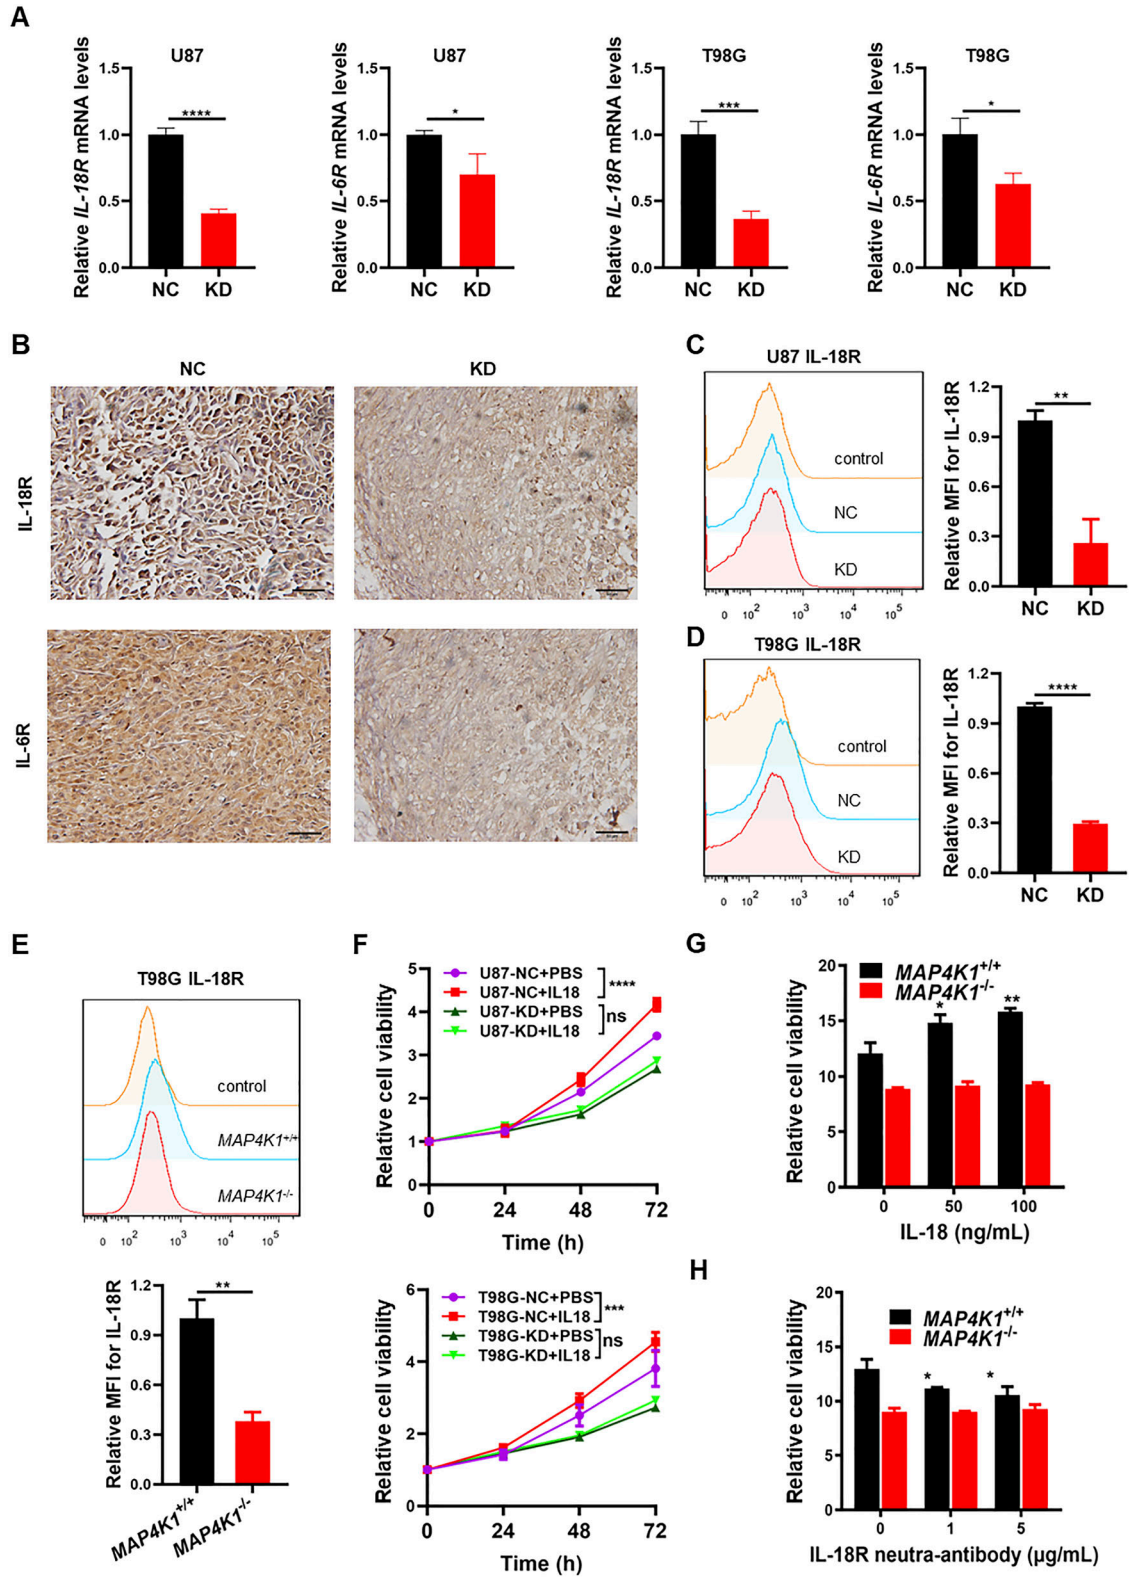 A
U87
U87
T98G
T98G
Relative IL-18R mRNA levels
1.5
1.0
0.5
0.0
****
NC KD
Relative IL-6R mRNA levels
1.5
1.0
0.5
0.0
*
NC KD
Relative IL-18R mRNA levels
1.5
1.0
0.5
0.0
***
NC KD
Relative IL-6R mRNA levels
1.5
1.0
0.5
0.0
*
NC KD
B
NC
KD
IL-18R
IL-6R
C
U87 IL-18R
control
NC
KD
0 10² 10³ 10⁴ 10⁵
Relative MFI for IL-18R
1.2
0.9
0.6
0.3
0.0
**
NC KD
D
T98G IL-18R
control
NC
KD
0 10² 10³ 10⁴ 10⁵
Relative MFI for IL-18R
1.2
0.9
0.6
0.3
0.0
****
NC KD
E
T98G IL-18R
control
MAP4K1+/+
MAP4K1-/-
0 10² 10³ 10⁴ 10⁵
Relative MFI for IL-18R
1.2
0.9
0.6
0.3
0.0
**
MAP4K1+/+
MAP4K1-/-
F
Relative cell viability
5
4
3
2
1
0
U87-NC+PBS
U87-NC+IL18
****
U87-KD+PBS
U87-KD+IL18
ns
0 24 48 72
Time (h)
Relative cell viability
6
4
2
0
T98G-NC+PBS
T98G-NC+IL18
***
T98G-KD+PBS
T98G-KD+IL18
ns
0 24 48 72
Time (h)
G
Relative cell viability
20
15
10
5
0
MAP4K1+/+
MAP4K1-/-
*
**
0 50 100
IL-18 (ng/mL)
H
Relative cell viability
20
15
10
5
0
MAP4K1+/+
MAP4K1-/-
*
*
0 1 5
IL-18R neutra-antibody (μg/mL)